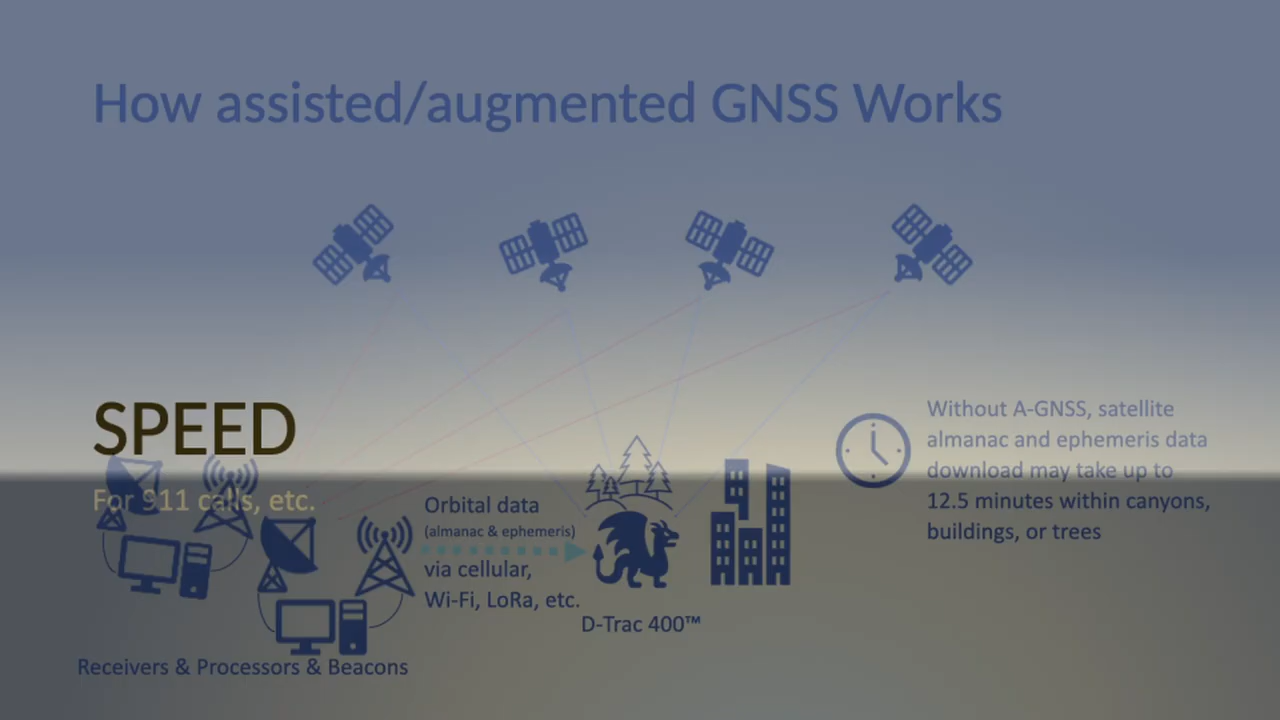 How assisted/augmented GNSS Works
SPEED
For 911 calls, etc.
Without A-GNSS, satellite
almanac and ephemeris data
download may take up to
12.5 minutes within canyons,
buildings, or trees
Orbital data
(almanac & ephemeris)
via cellular,
Wi-Fi, LoRa, etc.
D-Trac 400™
Receivers & Processors & Beacons